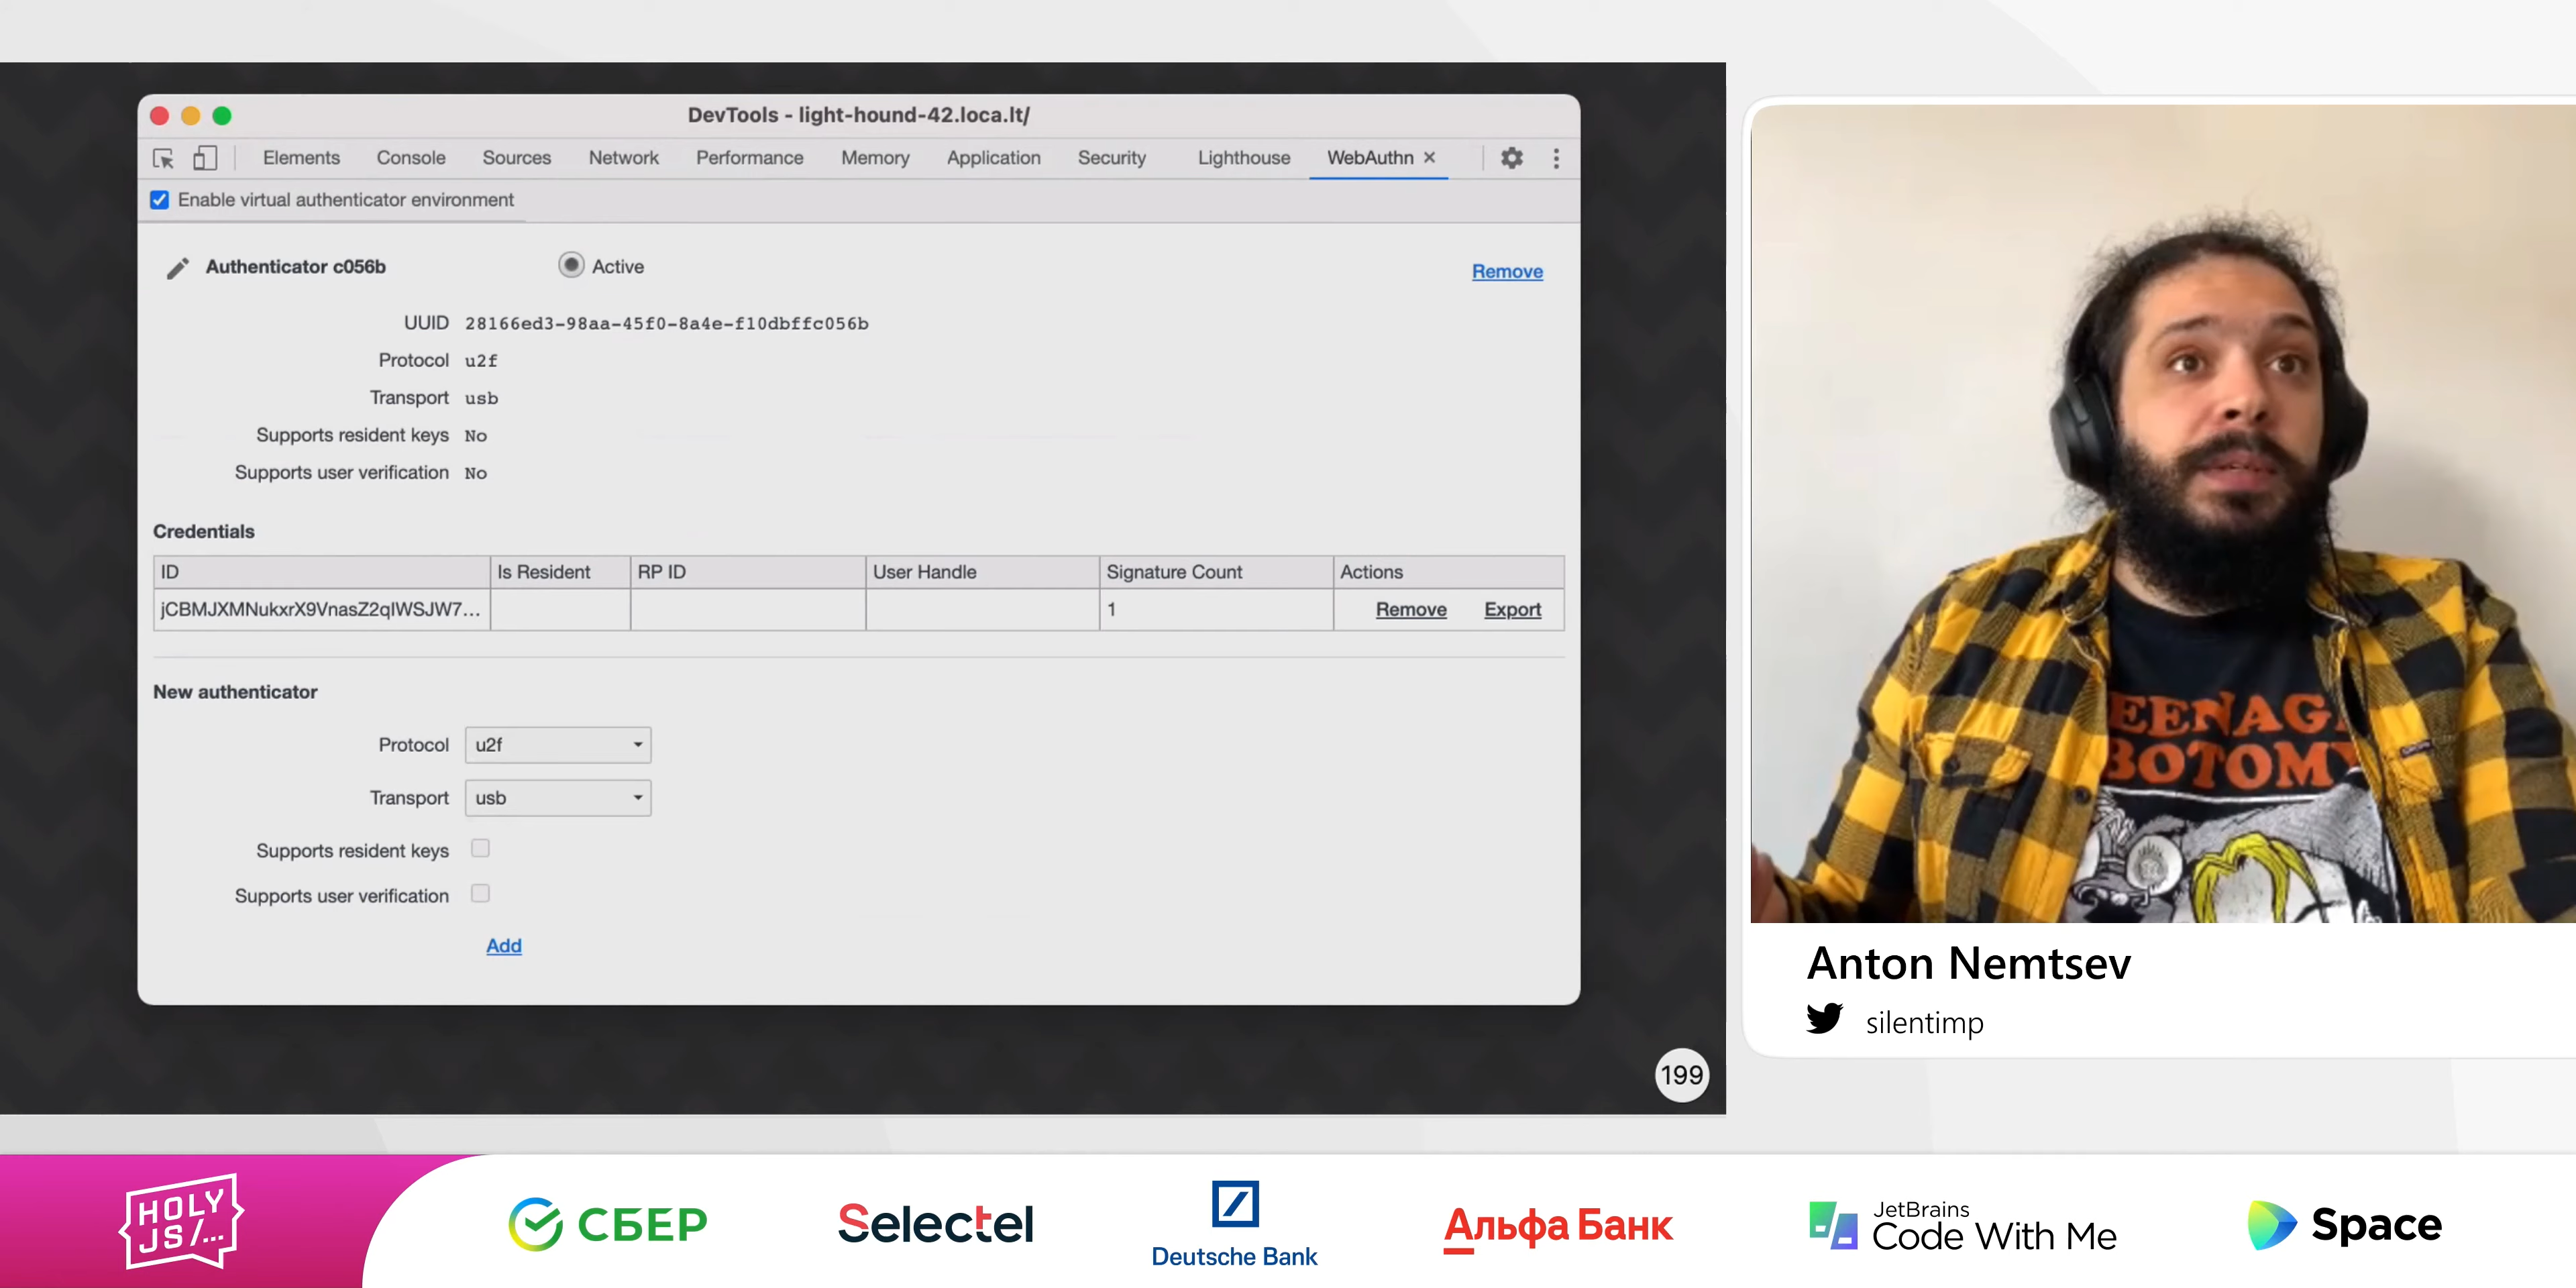 DevTools - light-hound-42.loca.lt/
Elements Console Sources Network Performance Memory Application Security Lighthouse WebAuthn ×
Enable virtual authenticator environment
Authenticator c056b Active Remove
UUID 28166ed3-98aa-45f0-8a4e-f10dbffc056b
Protocol u2f
Transport usb
Supports resident keys No
Supports user verification No
Credentials
ID Is Resident RP ID User Handle Signature Count Actions
jCBMJXMNukxrX9VnasZ2qIWSJW7... 1 Remove Export
New authenticator
Protocol u2f
Transport usb
Supports resident keys
Supports user verification
Add
199
EENAG
BOTOM
Anton Nemtsev
silentimp
HOLY
JS/...
СБЕР
Selectel
Deutsche Bank
Альфа Банк
JetBrains
Code With Me
Space